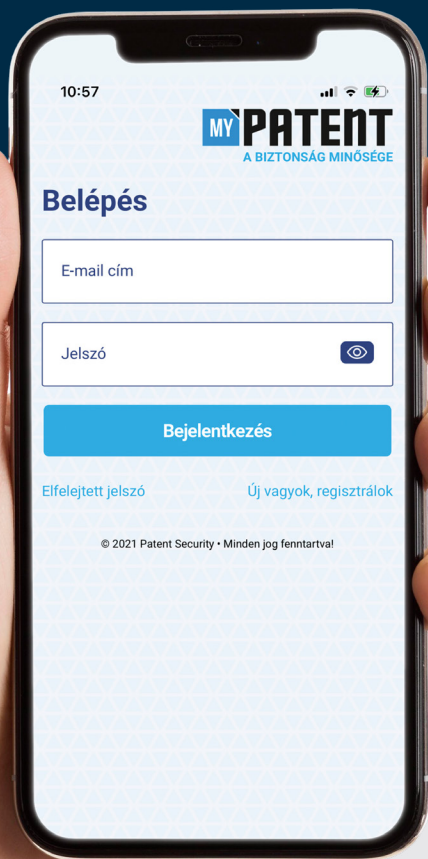 10:57
MY PATENT
A BIZTONSÁG MINŐSÉGE
Belépés
E-mail cím
Jelszó
Bejelentkezés
Elfelejtett jelszó
Új vagyok, regisztrálok
© 2021 Patent Security • Minden jog fenntartva!